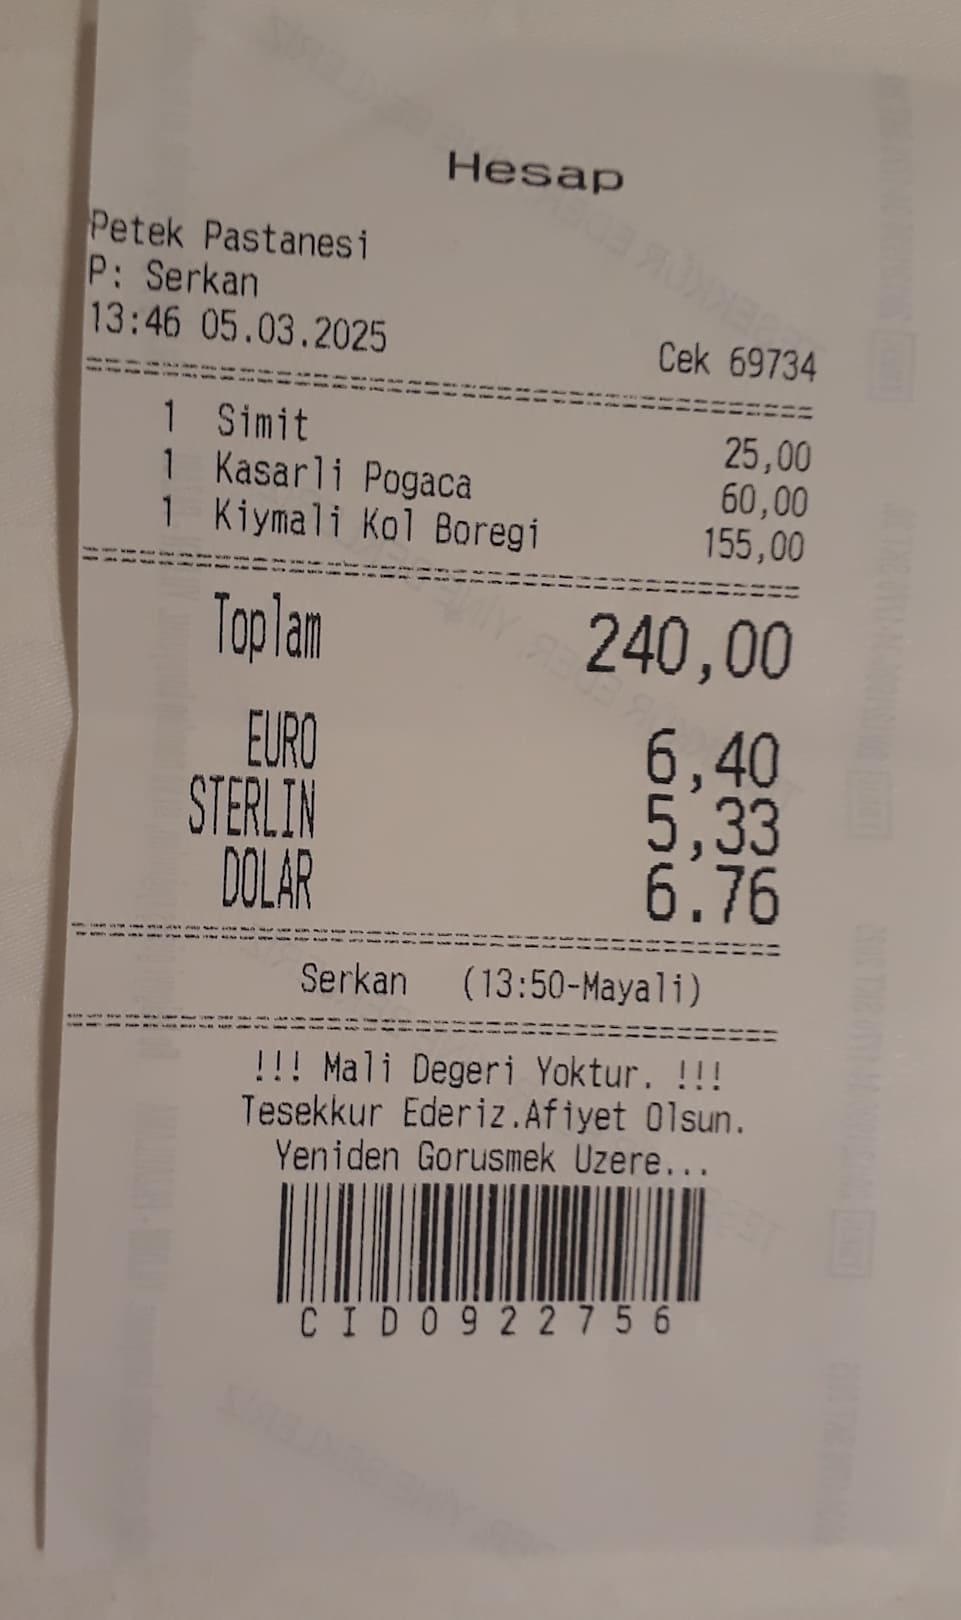 Hesap
Petek Pastanesi
P: Serkan
13:46 05.03.2025
Cek 69734
1 Simit 25,00
1 Kasarli Pogaca 60,00
1 Kiymali Kol Boregi 155,00
Toplam 240,00
EURO 6,40
STERLIN 5,33
DOLAR 6.76
Serkan (13:50-Mayali)
!!! Mali Degeri Yoktur. !!!
Tesekkur Ederiz.Afiyet Olsun.
Yeniden Gorusmek Uzere...
CID0922756